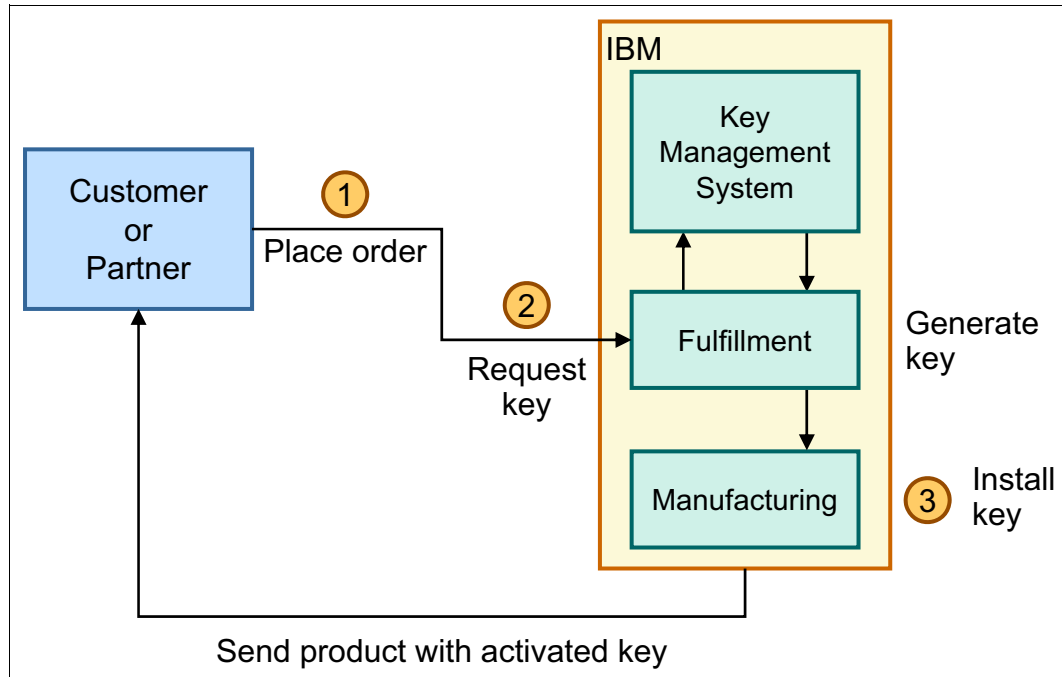 IBM
Key
Management
System
Customer
or
Partner
1
Place order
2
Request
key
Fulfillment
Generate
key
Manufacturing
3
Install
key
Send product with activated key